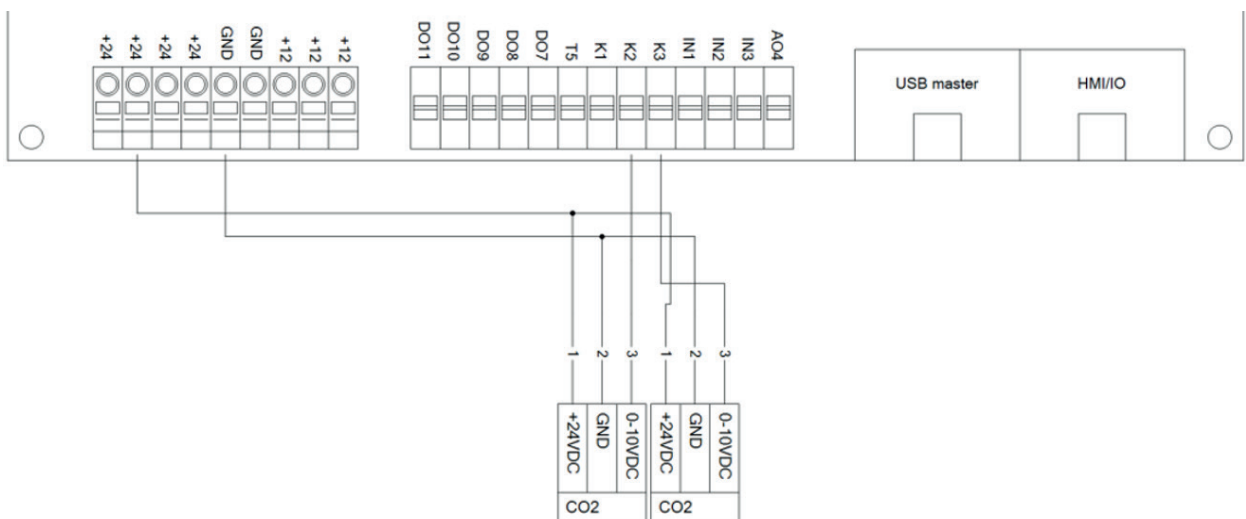 +24 +24 +24 +24 GND GND +12 +12 +12
DO11 DO10 DO9 DO8 DO7 T5 K1 K2 K3 IN1 IN2 IN3 AO4
USB master HMI/IO
1 2 3 1 2 3
+24VDC GND 0-10VDC +24VDC GND 0-10VDC
CO2 CO2